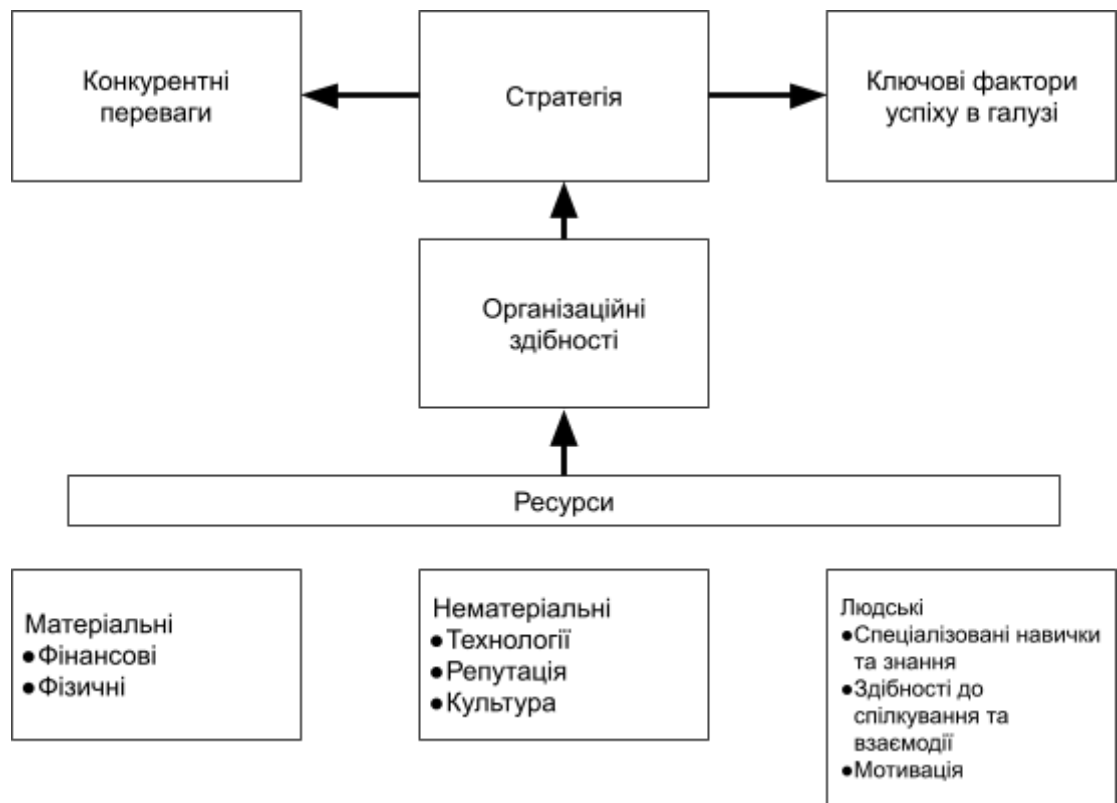 Конкурентні
переваги
Стратегія
Ключові фактори
успіху в галузі
Організаційні
здібності
Ресурси
Матеріальні
●Фінансові
●Фізичні
Нематеріальні
●Технології
●Репутація
●Культура
Людські
●Спеціалізовані навички
та знання
●Здібності до
спілкування та
взаємодії
●Мотивація